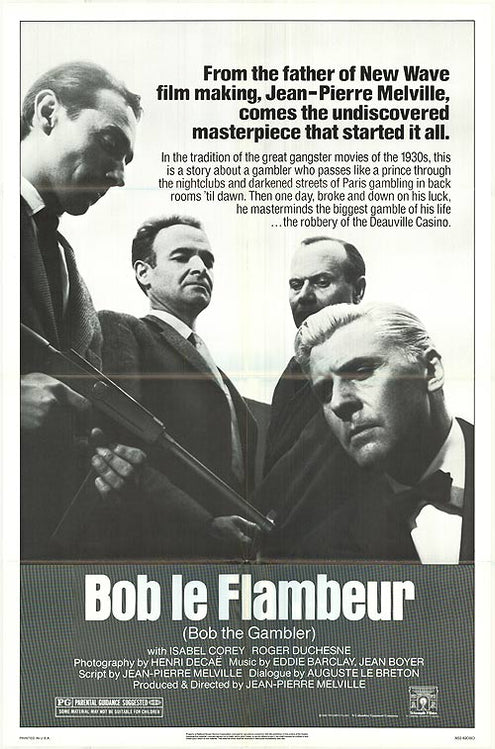 From the father of New Wave
film making, Jean-Pierre Melville,
comes the undiscovered
masterpiece that started it all.
In the tradition of the great gangster movies of the 1930s, this
is a story about a gambler who passes like a prince through
the nightclubs and darkened streets of Paris gambling in back
rooms 'til dawn. Then one day, broke and down on his luck,
he masterminds the biggest gamble of his life
...the robbery of the Deauville Casino.
Bob le Flambeur
(Bob the Gambler)
with ISABEL COREY ROGER DUCHESNE
Photography by HENRI DECAË Music by EDDIE BARCLAY, JEAN BOYER
Script by JEAN-PIERRE MELVILLE Dialogue by AUGUSTE LE BRETON
Produced & Directed by JEAN-PIERRE MELVILLE
PG PARENTAL GUIDANCE SUGGESTED
SOME MATERIAL MAY NOT BE SUITABLE FOR CHILDREN
PRINTED IN U.S.A.